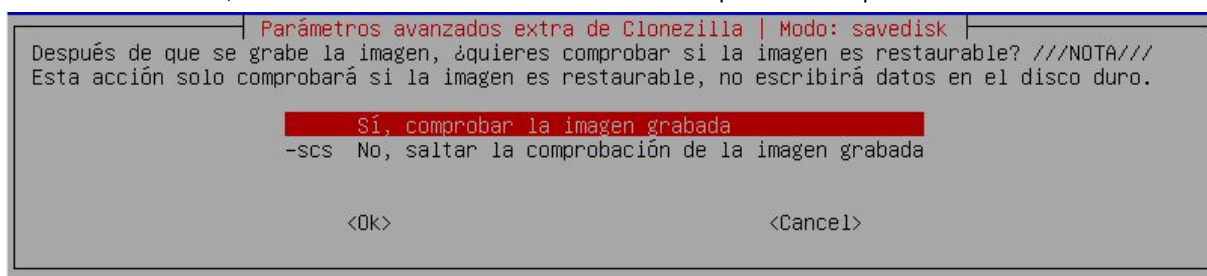 Parámetros avanzados extra de Clonezilla | Modo: savedisk
Después de que se grabe la imagen, ¿quieres comprobar si la imagen es restaurable? ///NOTA///
Esta acción solo comprobará si la imagen es restaurable, no escribirá datos en el disco duro.
Sí, comprobar la imagen grabada
-scs No, saltar la comprobación de la imagen grabada
<Ok> <Cancel>